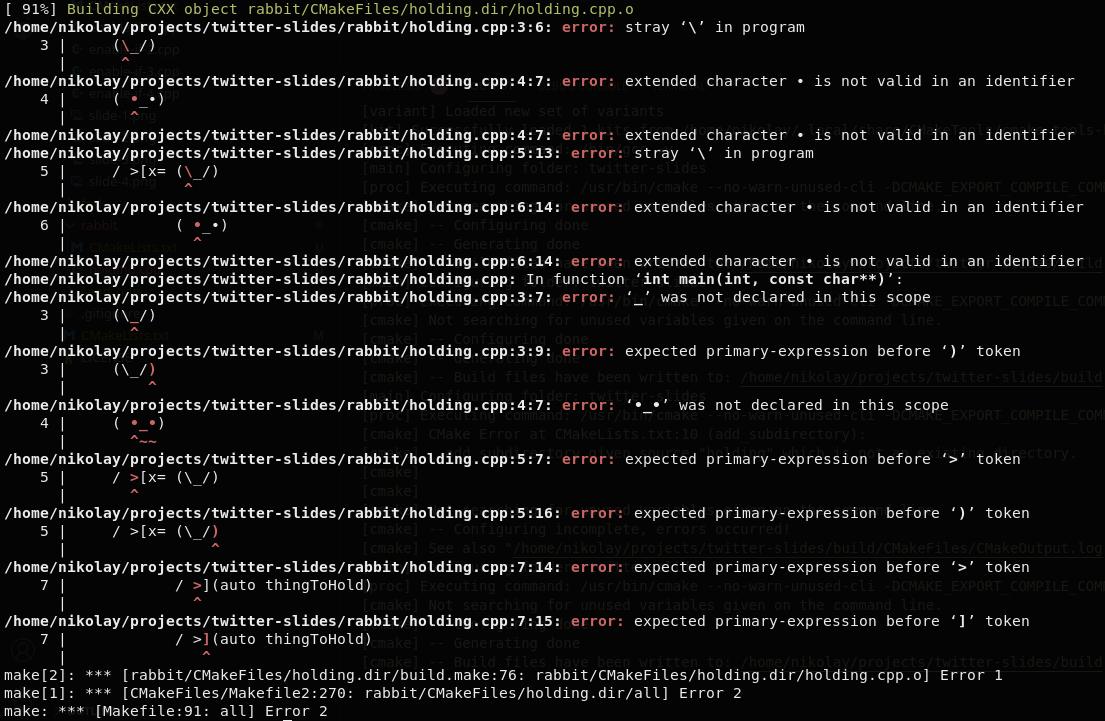 [ 91%] Building CXX object rabbit/CMakeFiles/holding.dir/holding.cpp.o
/home/nikolay/projects/twitter-slides/rabbit/holding.cpp:3:6: error: stray ‘\’ in program
    3 |     (\_/)
      |      ^
/home/nikolay/projects/twitter-slides/rabbit/holding.cpp:4:7: error: extended character • is not valid in an identifier
    4 |     ( •_•)
      |       ^
/home/nikolay/projects/twitter-slides/rabbit/holding.cpp:4:7: error: extended character • is not valid in an identifier
/home/nikolay/projects/twitter-slides/rabbit/holding.cpp:5:13: error: stray ‘\’ in program
    5 |     / >[x= (\_/)
      |             ^
/home/nikolay/projects/twitter-slides/rabbit/holding.cpp:6:14: error: extended character • is not valid in an identifier
    6 |            ( •_•)
      |              ^
/home/nikolay/projects/twitter-slides/rabbit/holding.cpp:6:14: error: extended character • is not valid in an identifier
/home/nikolay/projects/twitter-slides/rabbit/holding.cpp: In function ‘int main(int, const char**)’:
/home/nikolay/projects/twitter-slides/rabbit/holding.cpp:3:7: error: ‘_’ was not declared in this scope
    3 |     (\_/)
      |       ^
/home/nikolay/projects/twitter-slides/rabbit/holding.cpp:3:9: error: expected primary-expression before ‘)’ token
    3 |     (\_/)
      |         ^
/home/nikolay/projects/twitter-slides/rabbit/holding.cpp:4:7: error: ‘•_•’ was not declared in this scope
    4 |     ( •_•)
      |       ^~~
/home/nikolay/projects/twitter-slides/rabbit/holding.cpp:5:7: error: expected primary-expression before ‘>’ token
    5 |     / >[x= (\_/)
      |       ^
/home/nikolay/projects/twitter-slides/rabbit/holding.cpp:5:16: error: expected primary-expression before ‘)’ token
    5 |     / >[x= (\_/)
      |                ^
/home/nikolay/projects/twitter-slides/rabbit/holding.cpp:7:14: error: expected primary-expression before ‘>’ token
    7 |            / >](auto thingToHold)
      |              ^
/home/nikolay/projects/twitter-slides/rabbit/holding.cpp:7:15: error: expected primary-expression before ‘]’ token
    7 |            / >](auto thingToHold)
      |               ^
make[2]: *** [rabbit/CMakeFiles/holding.dir/build.make:76: rabbit/CMakeFiles/holding.dir/holding.cpp.o] Error 1
make[1]: *** [CMakeFiles/Makefile2:270: rabbit/CMakeFiles/holding.dir/all] Error 2
make: *** [Makefile:91: all] Error 2